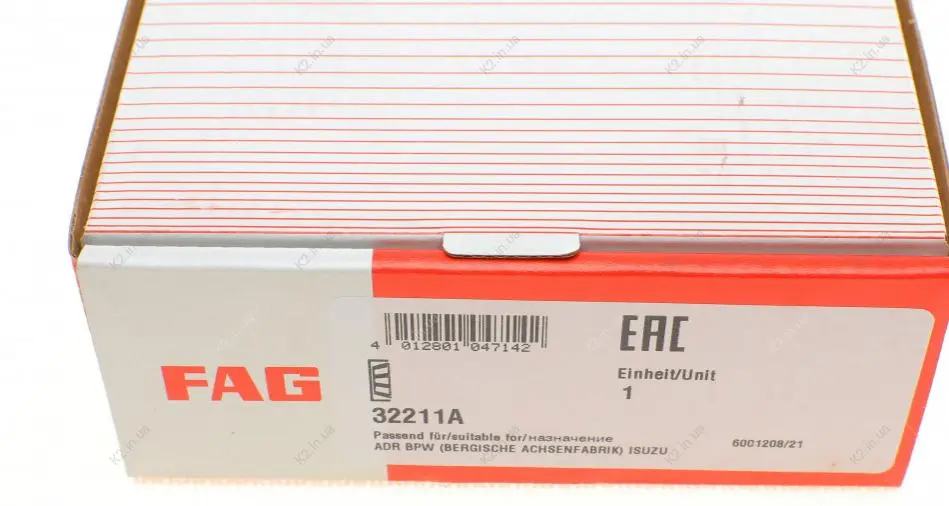 FAG
4 012801 047142
EAC
Einheit/Unit
1
32211A
Passend für/suitable for/назначение
ADR BPW (BERGISCHE ACHSENFABRIK) ISUZU
6001208/21
K2.in.ua